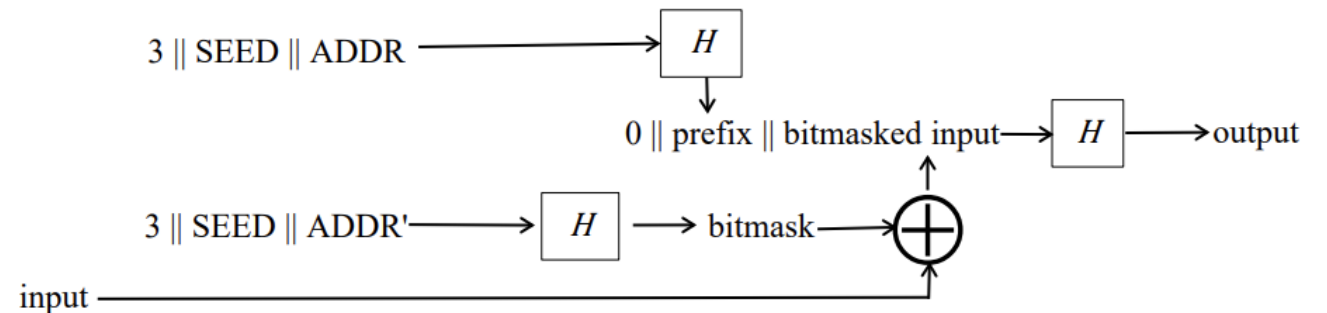 3 || SEED || ADDR
H
0 || prefix || bitmasked input
H
output
3 || SEED || ADDR'
H
bitmask
input